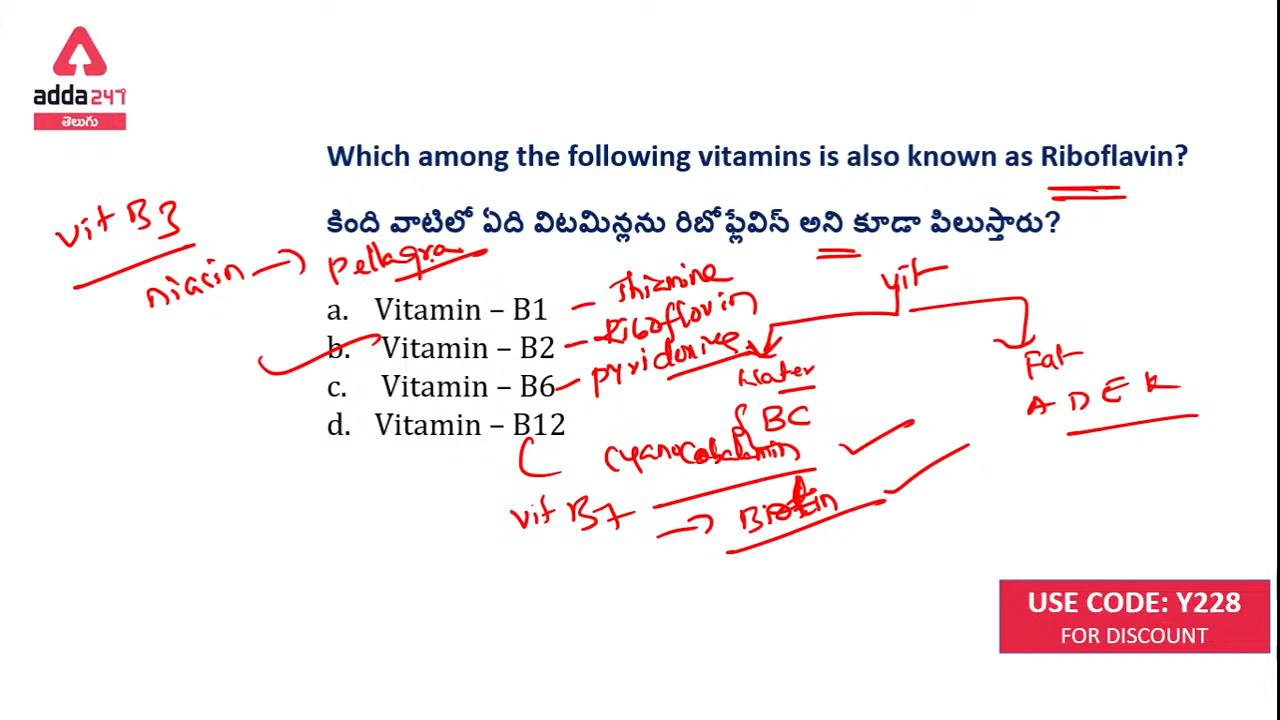 adda247
తెలుగు
Which among the following vitamins is also known as Riboflavin?
కింది వాటిలో ఏది విటమిన్లను రిబోఫ్లేవిన్ అని కూడా పిలుస్తారు?
vit B3
niacin → pellagra
a. Vitamin – B1 – Thiamine
b. Vitamin – B2 – Riboflovin
c. Vitamin – B6 – pyridoxine
d. Vitamin – B12
cyanocobalamin
vit B7 → Biotin
vit
Water
BC
Fat
A D E K
USE CODE: Y228
FOR DISCOUNT